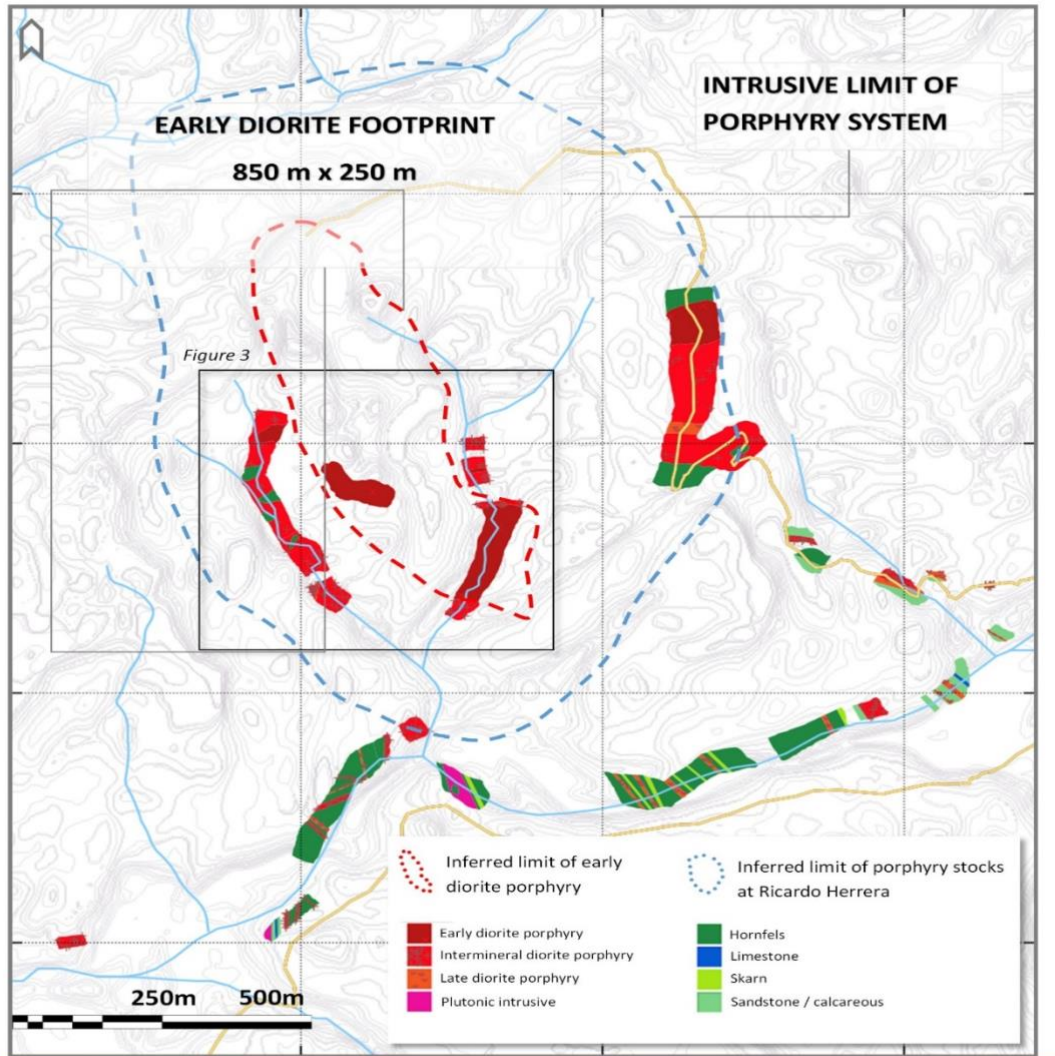 INTRUSIVE LIMIT OF
PORPHYRY SYSTEM
EARLY DIORITE FOOTPRINT
850 m x 250 m
Figure 3
Inferred limit of early
diorite porphyry
Inferred limit of porphyry stocks
at Ricardo Herrera
Early diorite porphyry
Intermineral diorite porphyry
Late diorite porphyry
Plutonic intrusive
Hornfels
Limestone
Skarn
Sandstone / calcareous
250m 500m